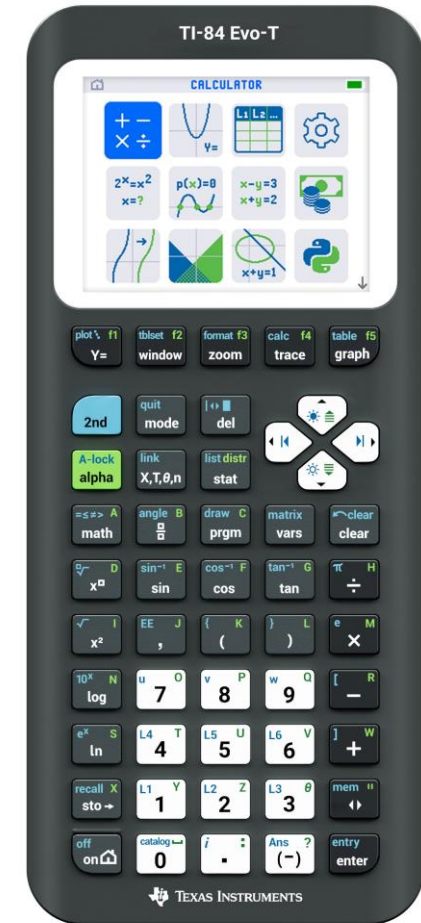 TI-84 Evo-T
CALCULATOR
+ − × ÷
Y=
L1 L2 ...
2ˣ=x²
x=?
p(x)=0
x-y=3
x+y=2
x+y=1
plot f1 tblset f2 format f3 calc f4 table f5
Y= window zoom trace graph
quit
2nd mode del
A-lock link list distr
alpha X,T,θ,n stat
=≤≠> A angle B draw C matrix clear
math prgm vars clear
D sin⁻¹ E cos⁻¹ F tan⁻¹ G π H
x sin cos tan ÷
√ I EE J { K } L e M
x² , ( ) ×
10ˣ N u O v P w Q [ R
log 7 8 9 −
eˣ S L4 T L5 U L6 V ] W
ln 4 5 6 +
recall X L1 Y L2 Z L3 θ mem "
sto→ 1 2 3
off catalog i : Ans ? entry
on 0 . (−) enter
TEXAS INSTRUMENTS